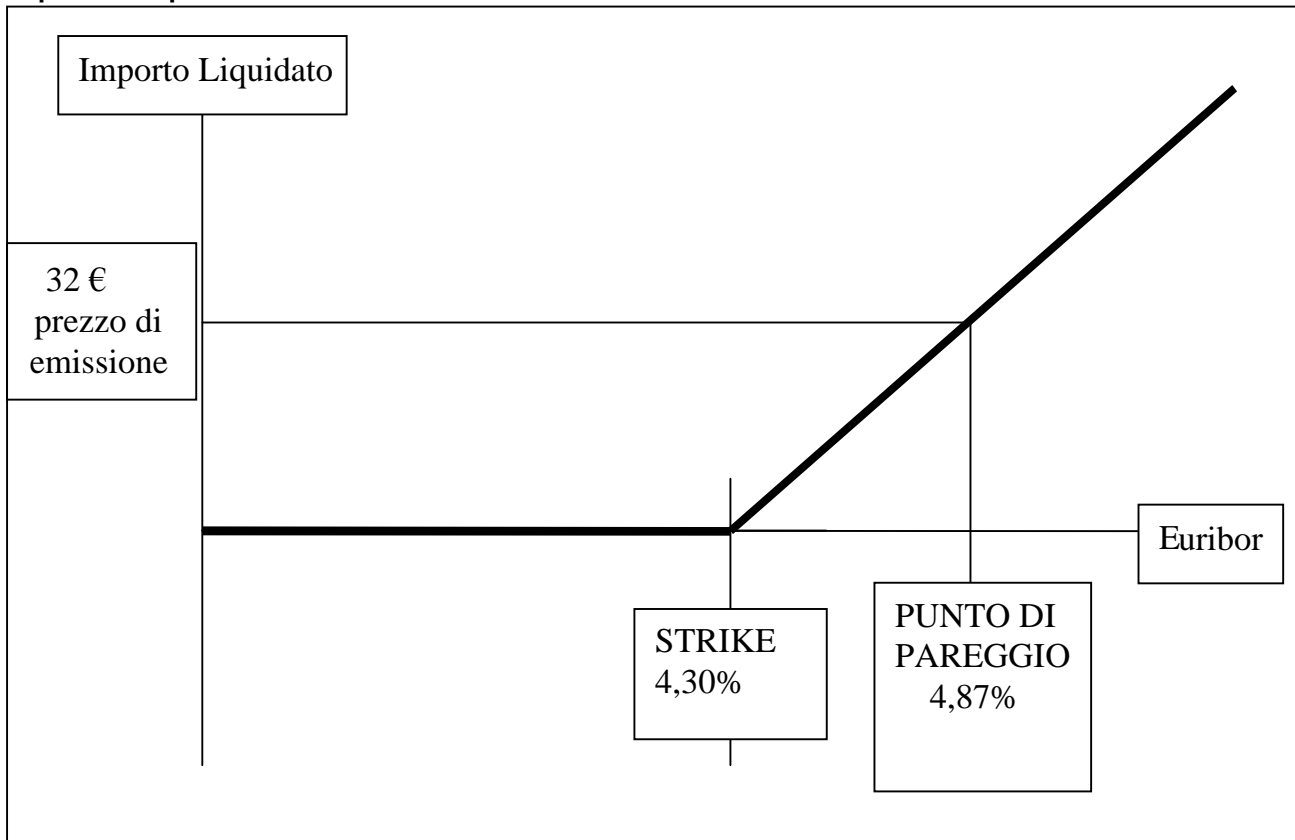 Importo Liquidato
32 €
prezzo di
emissione
Euribor
STRIKE
4,30%
PUNTO DI
PAREGGIO
4,87%